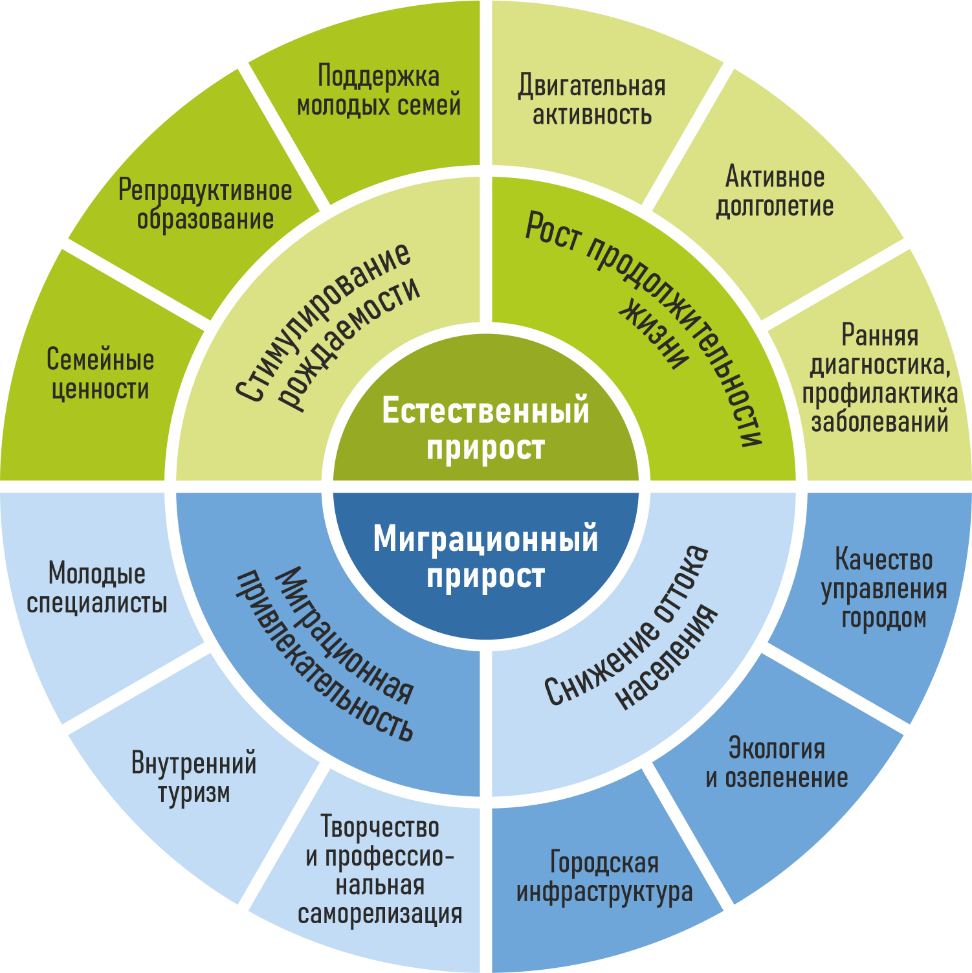 Поддержка
молодых семей
Двигательная
активность
Репродуктивное
образование
Активное
долголетие
Семейные
ценности
Стимулирование
рождаемости
Рост продолжительности
жизни
Ранняя
диагностика,
профилактика
заболеваний
Естественный
прирост
Миграционный
прирост
Молодые
специалисты
Миграционная
привлекательность
Снижение оттока
населения
Качество
управления
городом
Внутренний
туризм
Экология
и озеленение
Творчество
и профессио-
нальная
саморелизация
Городская
инфраструктура